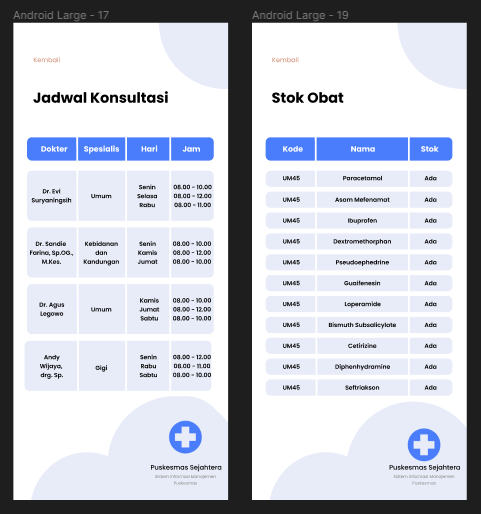 Android Large - 17
Kembali
Jadwal Konsultasi
Dokter Spesialis Hari Jam
Dr. Evi Suryaningsih Umum Senin 08.00 - 10.00
Selasa 08.00 - 12.00
Rabu 08.00 - 11.00
Dr. Sandie Farina, Sp.OG., M.Kes. Kebidanan dan Kandungan Senin 08.00 - 10.00
Kamis 08.00 - 12.00
Jumat 08.00 - 10.00
Dr. Agus Legowo Umum Kamis 08.00 - 12.00
Jumat 08.00 - 10.00
Sabtu 08.00 - 10.00
Andy Wijaya, drg. Sp. Gigi Senin 08.00 - 12.00
Rabu 08.00 - 11.00
Sabtu 08.00 - 10.00
Puskesmas Sejahtera
Sistem Informasi Manajemen
Puskesmas
Android Large - 19
Kembali
Stok Obat
Kode Nama Stok
UM45 Paracetamol Ada
UM45 Asam Mefenamat Ada
UM45 Ibuprofen Ada
UM45 Dextromethorphan Ada
UM45 Pseudoephedrine Ada
UM45 Guaifenesin Ada
UM45 Loperamide Ada
UM45 Bismuth Subsalicylate Ada
UM45 Cetirizine Ada
UM45 Diphenhydramine Ada
UM45 Seftriakson Ada
Puskesmas Sejahtera
Sistem Informasi Manajemen
Puskesmas